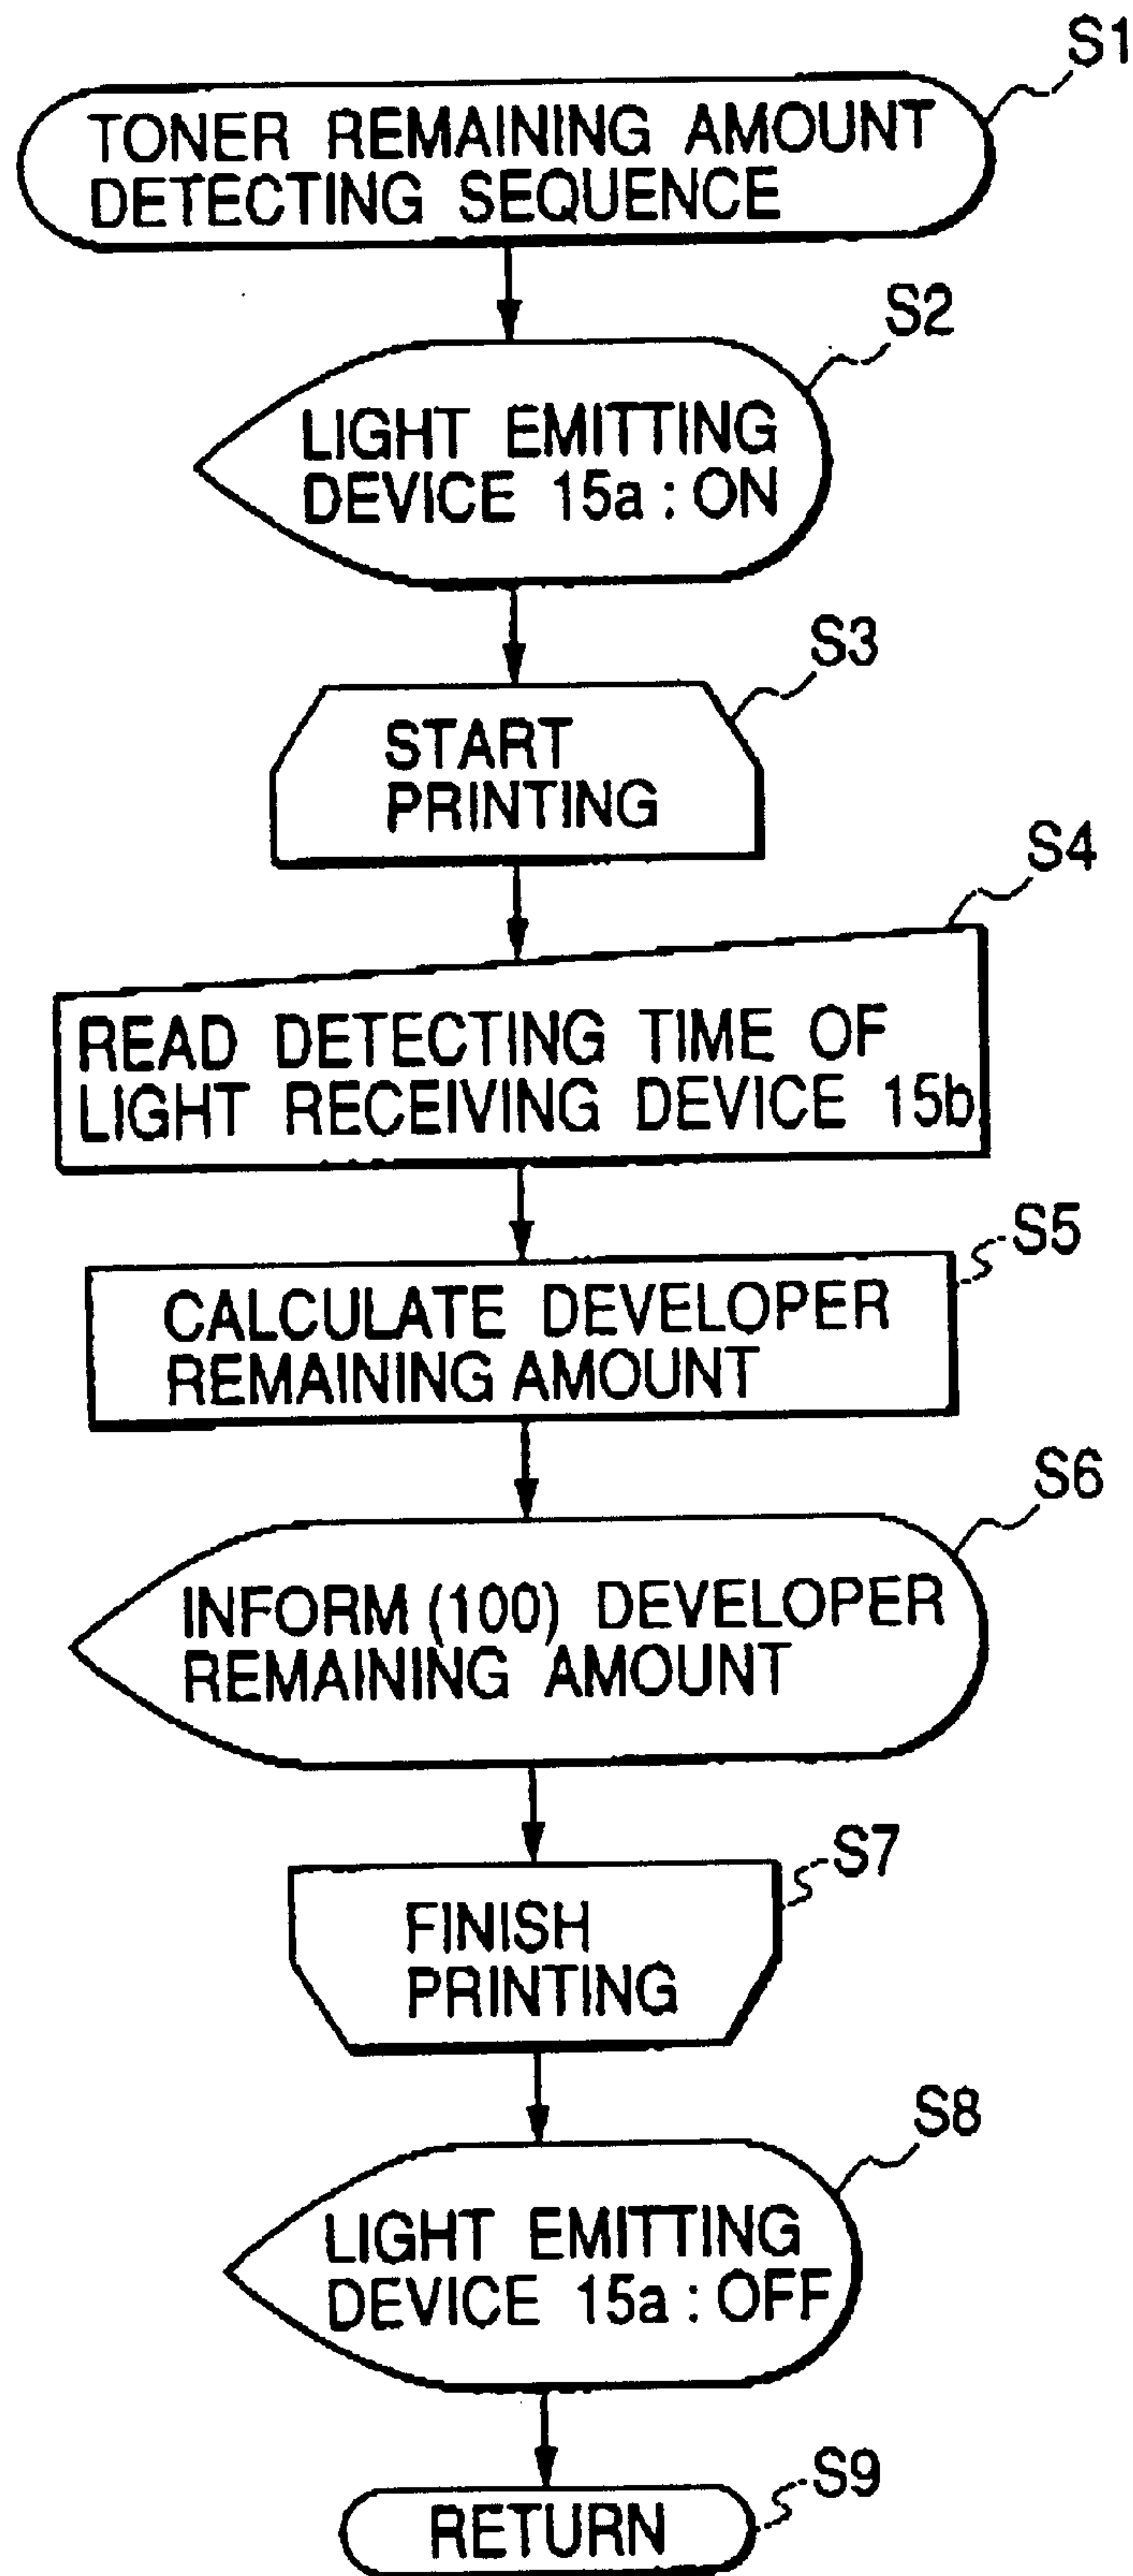 S1
TONER REMAINING AMOUNT
DETECTING SEQUENCE
S2
LIGHT EMITTING
DEVICE 15a : ON
S3
START
PRINTING
S4
READ DETECTING TIME OF
LIGHT RECEIVING DEVICE 15b
S5
CALCULATE DEVELOPER
REMAINING AMOUNT
S6
INFORM (100) DEVELOPER
REMAINING AMOUNT
S7
FINISH
PRINTING
S8
LIGHT EMITTING
DEVICE 15a : OFF
S9
RETURN